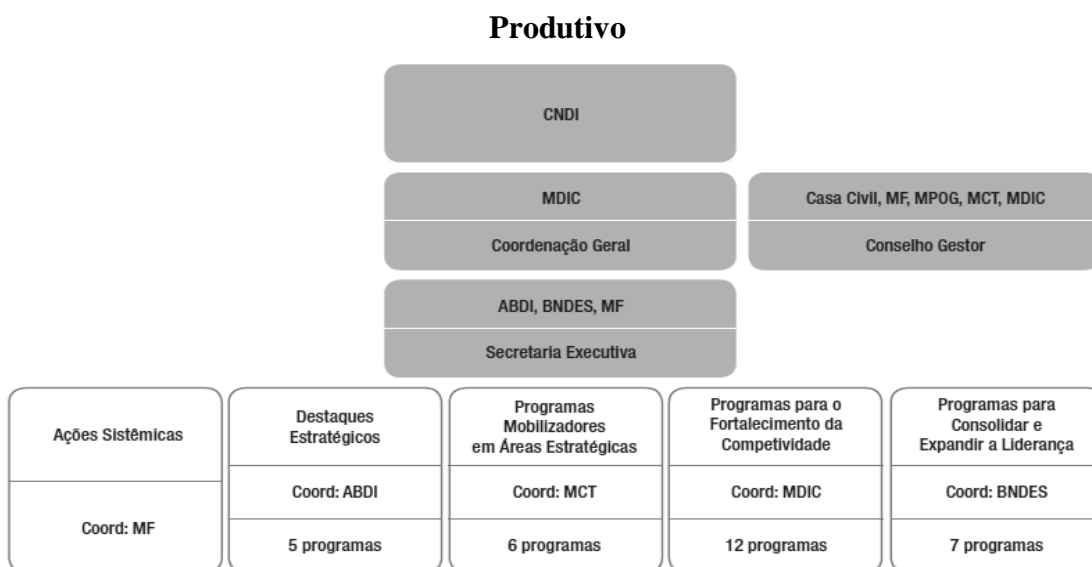 Produtivo
CNDI
MDIC
Coordenação Geral
Casa Civil, MF, MPOG, MCT, MDIC
Conselho Gestor
ABDI, BNDES, MF
Secretaria Executiva
Ações Sistêmicas
Coord: MF
Destaques
Estratégicos
Coord: ABDI
5 programas
Programas
Mobilizadores
em Áreas Estratégicas
Coord: MCT
6 programas
Programas para o
Fortalecimento da
Competividade
Coord: MDIC
12 programas
Programas para
Consolidar e
Expandir a Liderança
Coord: BNDES
7 programas